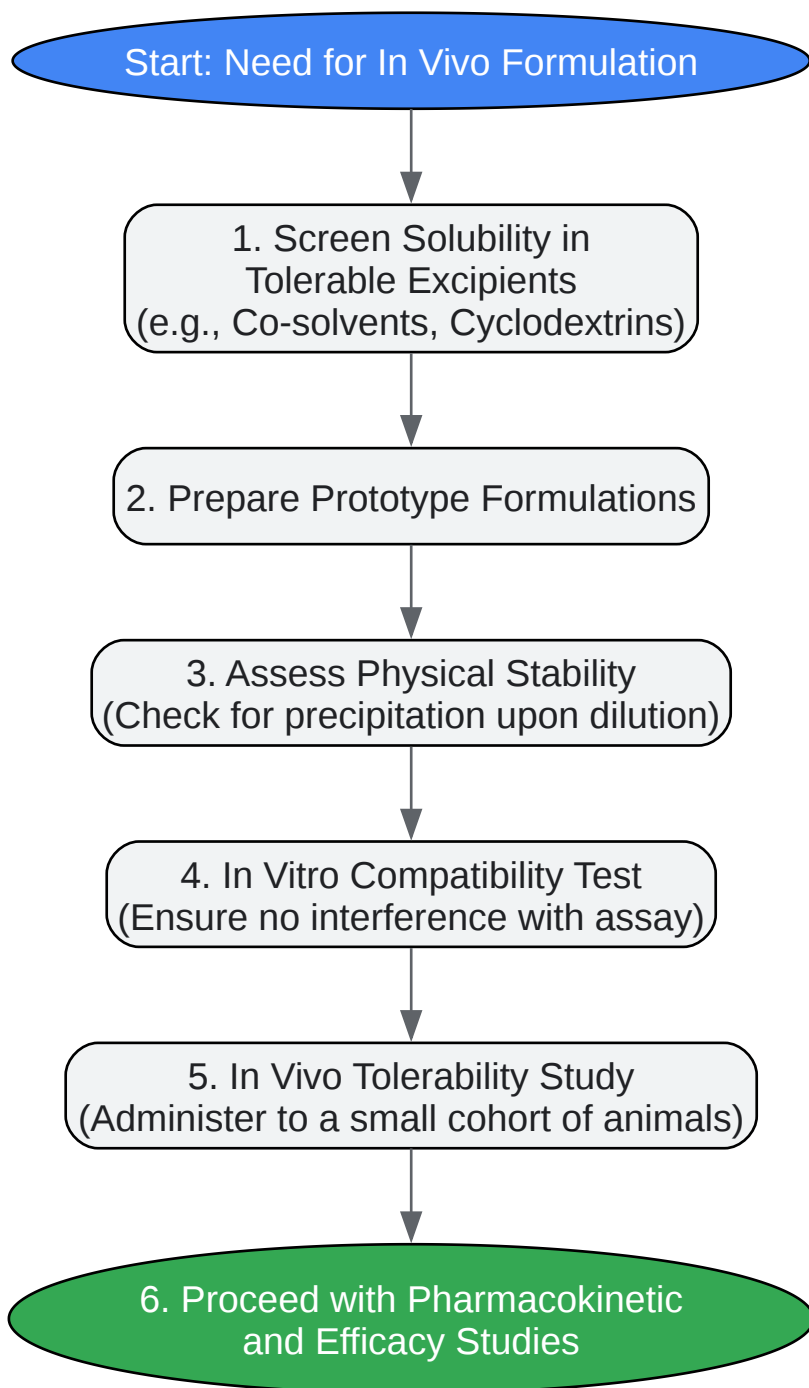 Start: Need for In Vivo Formulation
1. Screen Solubility in
Tolerable Excipients
(e.g., Co-solvents, Cyclodextrins)
2. Prepare Prototype Formulations
3. Assess Physical Stability
(Check for precipitation upon dilution)
4. In Vitro Compatibility Test
(Ensure no interference with assay)
5. In Vivo Tolerability Study
(Administer to a small cohort of animals)
6. Proceed with Pharmacokinetic
and Efficacy Studies